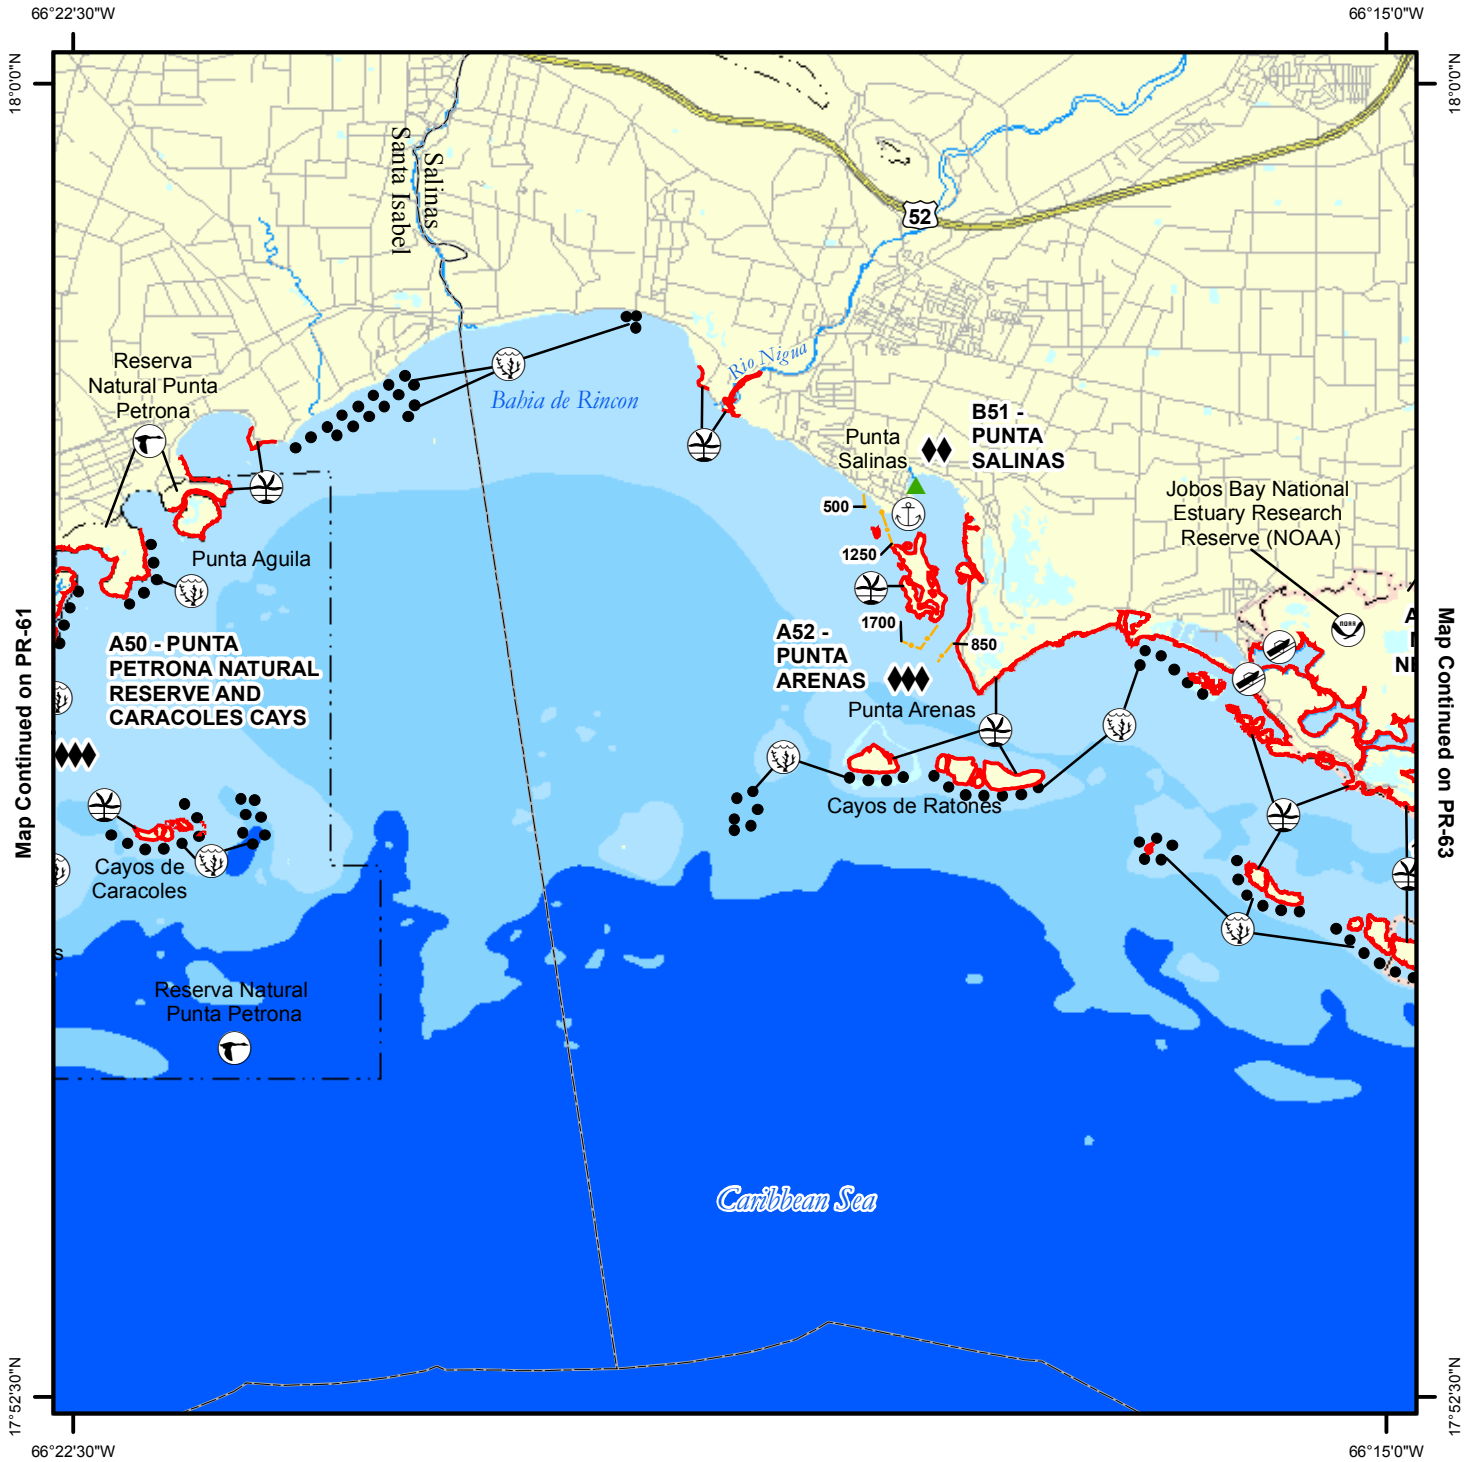 66°22'30"W
66°15'0"W
18°0'0"N
18°0'0"N
Salinas
Santa Isabel
52
Reserva
Natural Punta
Petrona
Rio Nigua
Bahia de Rincon
B51 -
PUNTA
SALINAS
Punta
Salinas
500
1250
1700
850
Jobos Bay National
Estuary Research
Reserve (NOAA)
NOAA
Punta Aguila
A50 - PUNTA
PETRONA NATURAL
RESERVE AND
CARACOLES CAYS
A52 -
PUNTA
ARENAS
Punta Arenas
A
NE
Map Continued on PR-61
Map Continued on PR-63
Cayos de Ratones
Cayos de
Caracoles
s
Reserva Natural
Punta Petrona
Caribbean Sea
17°52'30"N
17°52'30"N
66°22'30"W
66°15'0"W